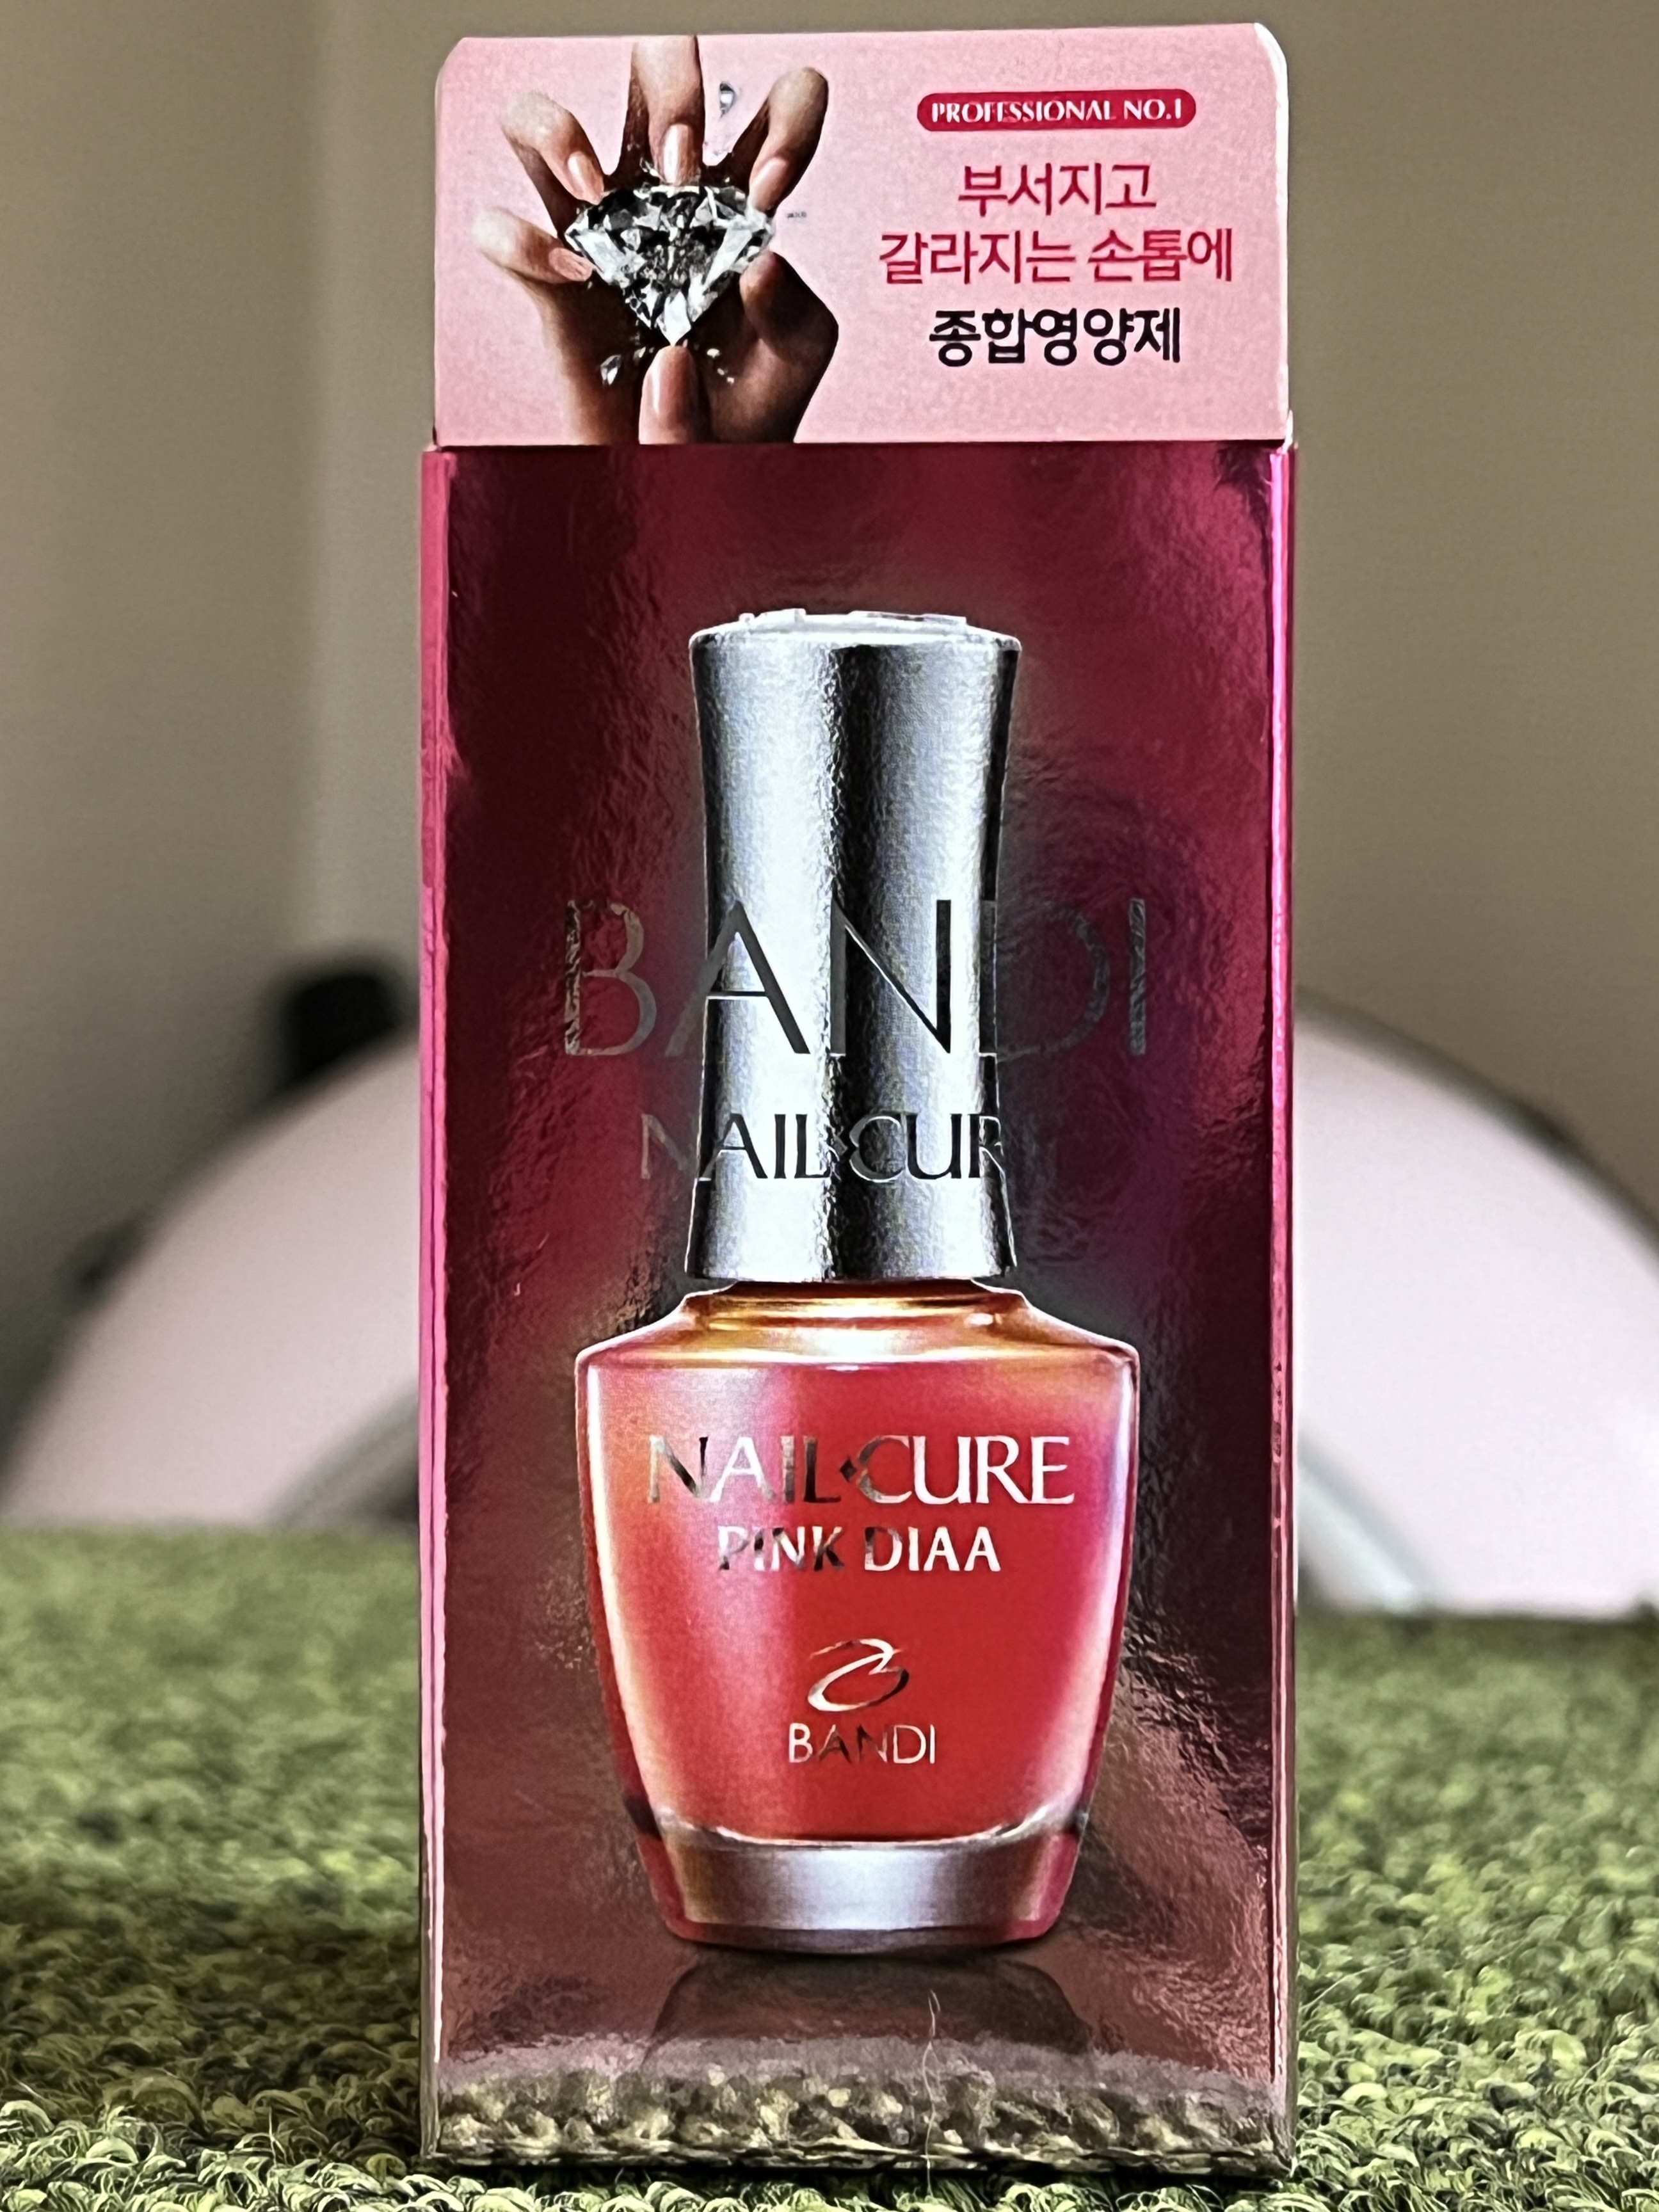 PROFESSIONAL NO.1
부서지고
갈라지는 손톱에
종합영양제
BANDI
NAIL·CUR
NAIL·CURE
PINK DIAA
BANDI